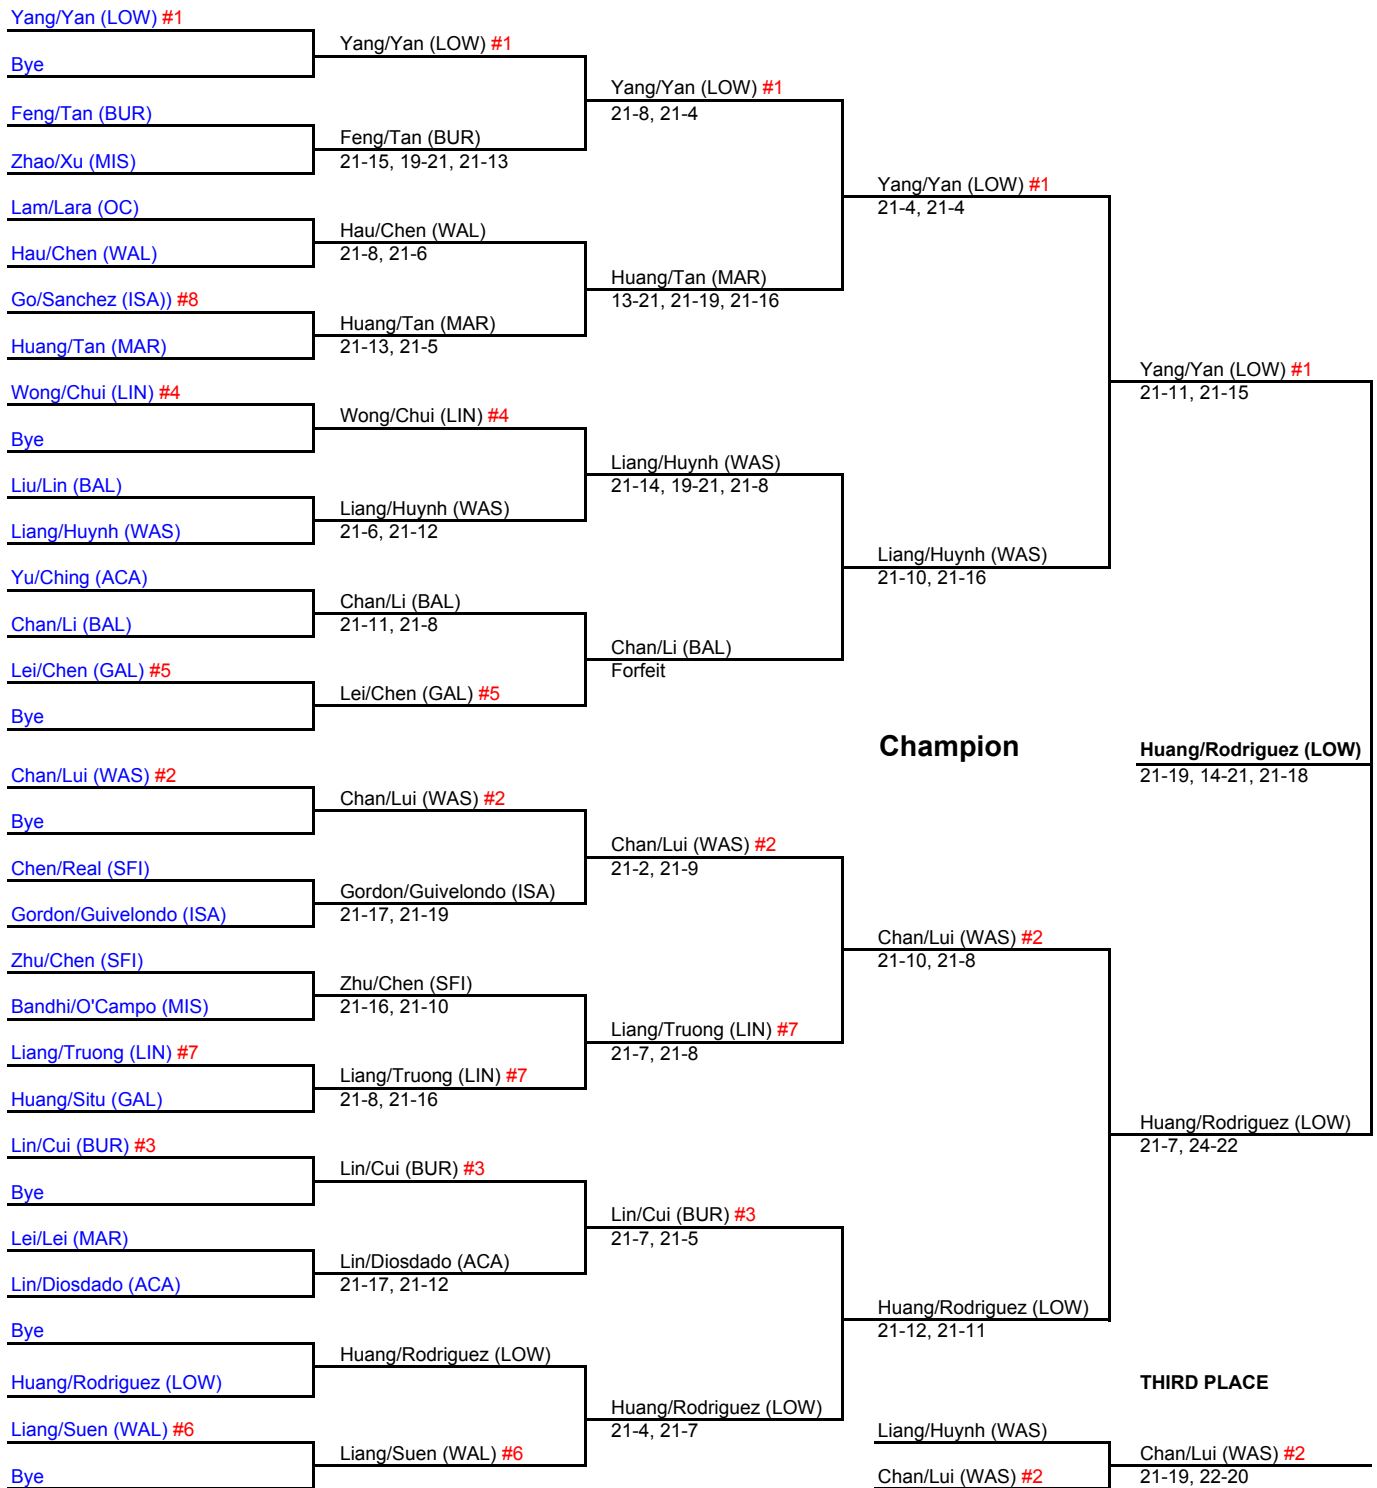 Yang/Yan (LOW) #1
Bye
Feng/Tan (BUR)
Zhao/Xu (MIS)
Lam/Lara (OC)
Hau/Chen (WAL)
Go/Sanchez (ISA)) #8
Huang/Tan (MAR)
Wong/Chui (LIN) #4
Bye
Liu/Lin (BAL)
Liang/Huynh (WAS)
Yu/Ching (ACA)
Chan/Li (BAL)
Lei/Chen (GAL) #5
Bye
Chan/Lui (WAS) #2
Bye
Chen/Real (SFI)
Gordon/Guivelondo (ISA)
Zhu/Chen (SFI)
Bandhi/O'Campo (MIS)
Liang/Truong (LIN) #7
Huang/Situ (GAL)
Lin/Cui (BUR) #3
Bye
Lei/Lei (MAR)
Lin/Diosdado (ACA)
Bye
Huang/Rodriguez (LOW)
Liang/Suen (WAL) #6
Bye
Yang/Yan (LOW) #1
Feng/Tan (BUR)
21-15, 19-21, 21-13
Hau/Chen (WAL)
21-8, 21-6
Huang/Tan (MAR)
21-13, 21-5
Wong/Chui (LIN) #4
Liang/Huynh (WAS)
21-6, 21-12
Chan/Li (BAL)
21-11, 21-8
Lei/Chen (GAL) #5
Chan/Lui (WAS) #2
Gordon/Guivelondo (ISA)
21-17, 21-19
Zhu/Chen (SFI)
21-16, 21-10
Liang/Truong (LIN) #7
21-8, 21-16
Lin/Cui (BUR) #3
Lin/Diosdado (ACA)
21-17, 21-12
Huang/Rodriguez (LOW)
Liang/Suen (WAL) #6
Yang/Yan (LOW) #1
21-8, 21-4
Huang/Tan (MAR)
13-21, 21-19, 21-16
Liang/Huynh (WAS)
21-14, 19-21, 21-8
Chan/Li (BAL)
Forfeit
Chan/Lui (WAS) #2
21-2, 21-9
Liang/Truong (LIN) #7
21-7, 21-8
Lin/Cui (BUR) #3
21-7, 21-5
Huang/Rodriguez (LOW)
21-4, 21-7
Yang/Yan (LOW) #1
21-4, 21-4
Liang/Huynh (WAS)
21-10, 21-16
Chan/Lui (WAS) #2
21-10, 21-8
Huang/Rodriguez (LOW)
21-12, 21-11
Yang/Yan (LOW) #1
21-11, 21-15
Huang/Rodriguez (LOW)
21-7, 24-22
Champion
Huang/Rodriguez (LOW)
21-19, 14-21, 21-18
THIRD PLACE
Liang/Huynh (WAS)
Chan/Lui (WAS) #2
Chan/Lui (WAS) #2
21-19, 22-20